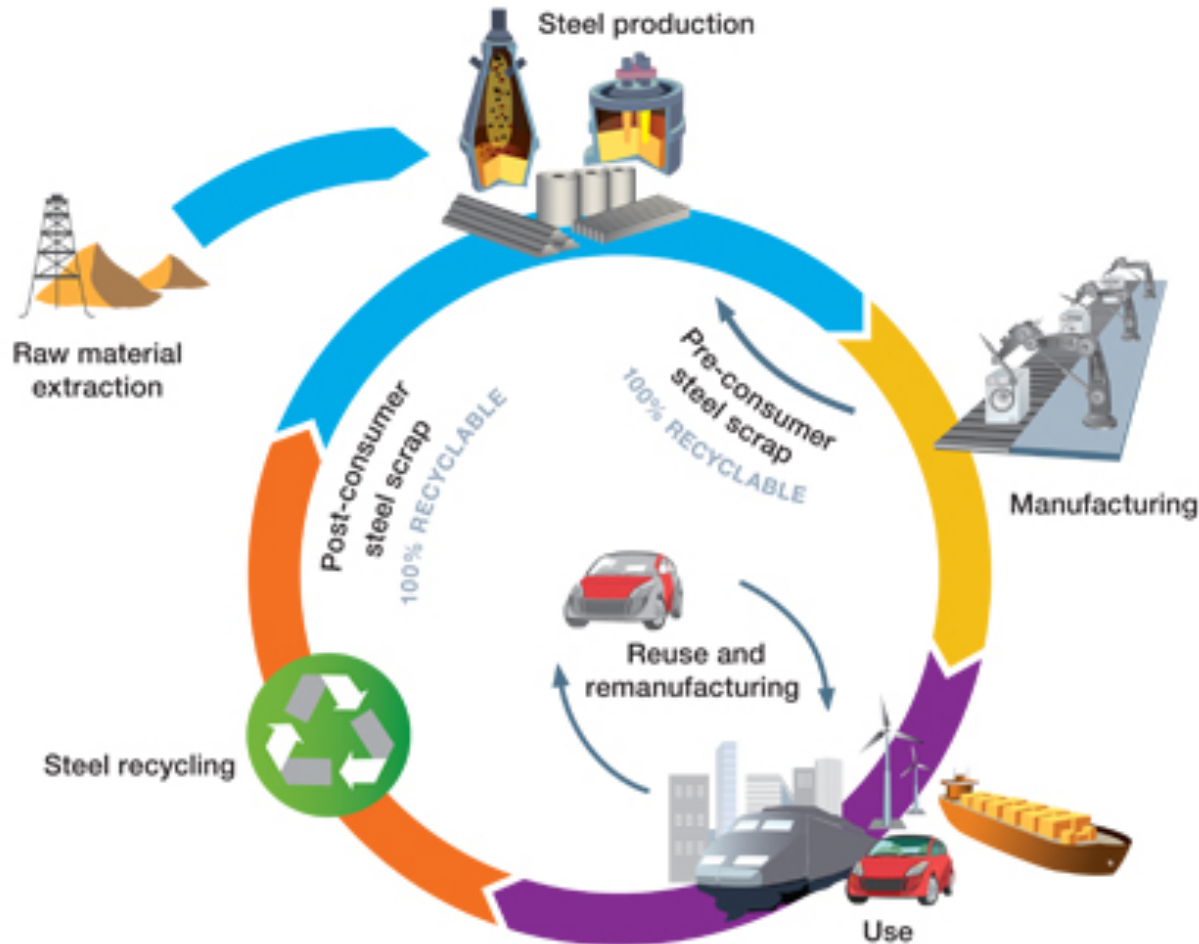 Steel production
Raw material
extraction
Post-consumer
steel scrap
100% RECYCLABLE
Pre-consumer
steel scrap
100% RECYCLABLE
Manufacturing
Reuse and
remanufacturing
Steel recycling
Use